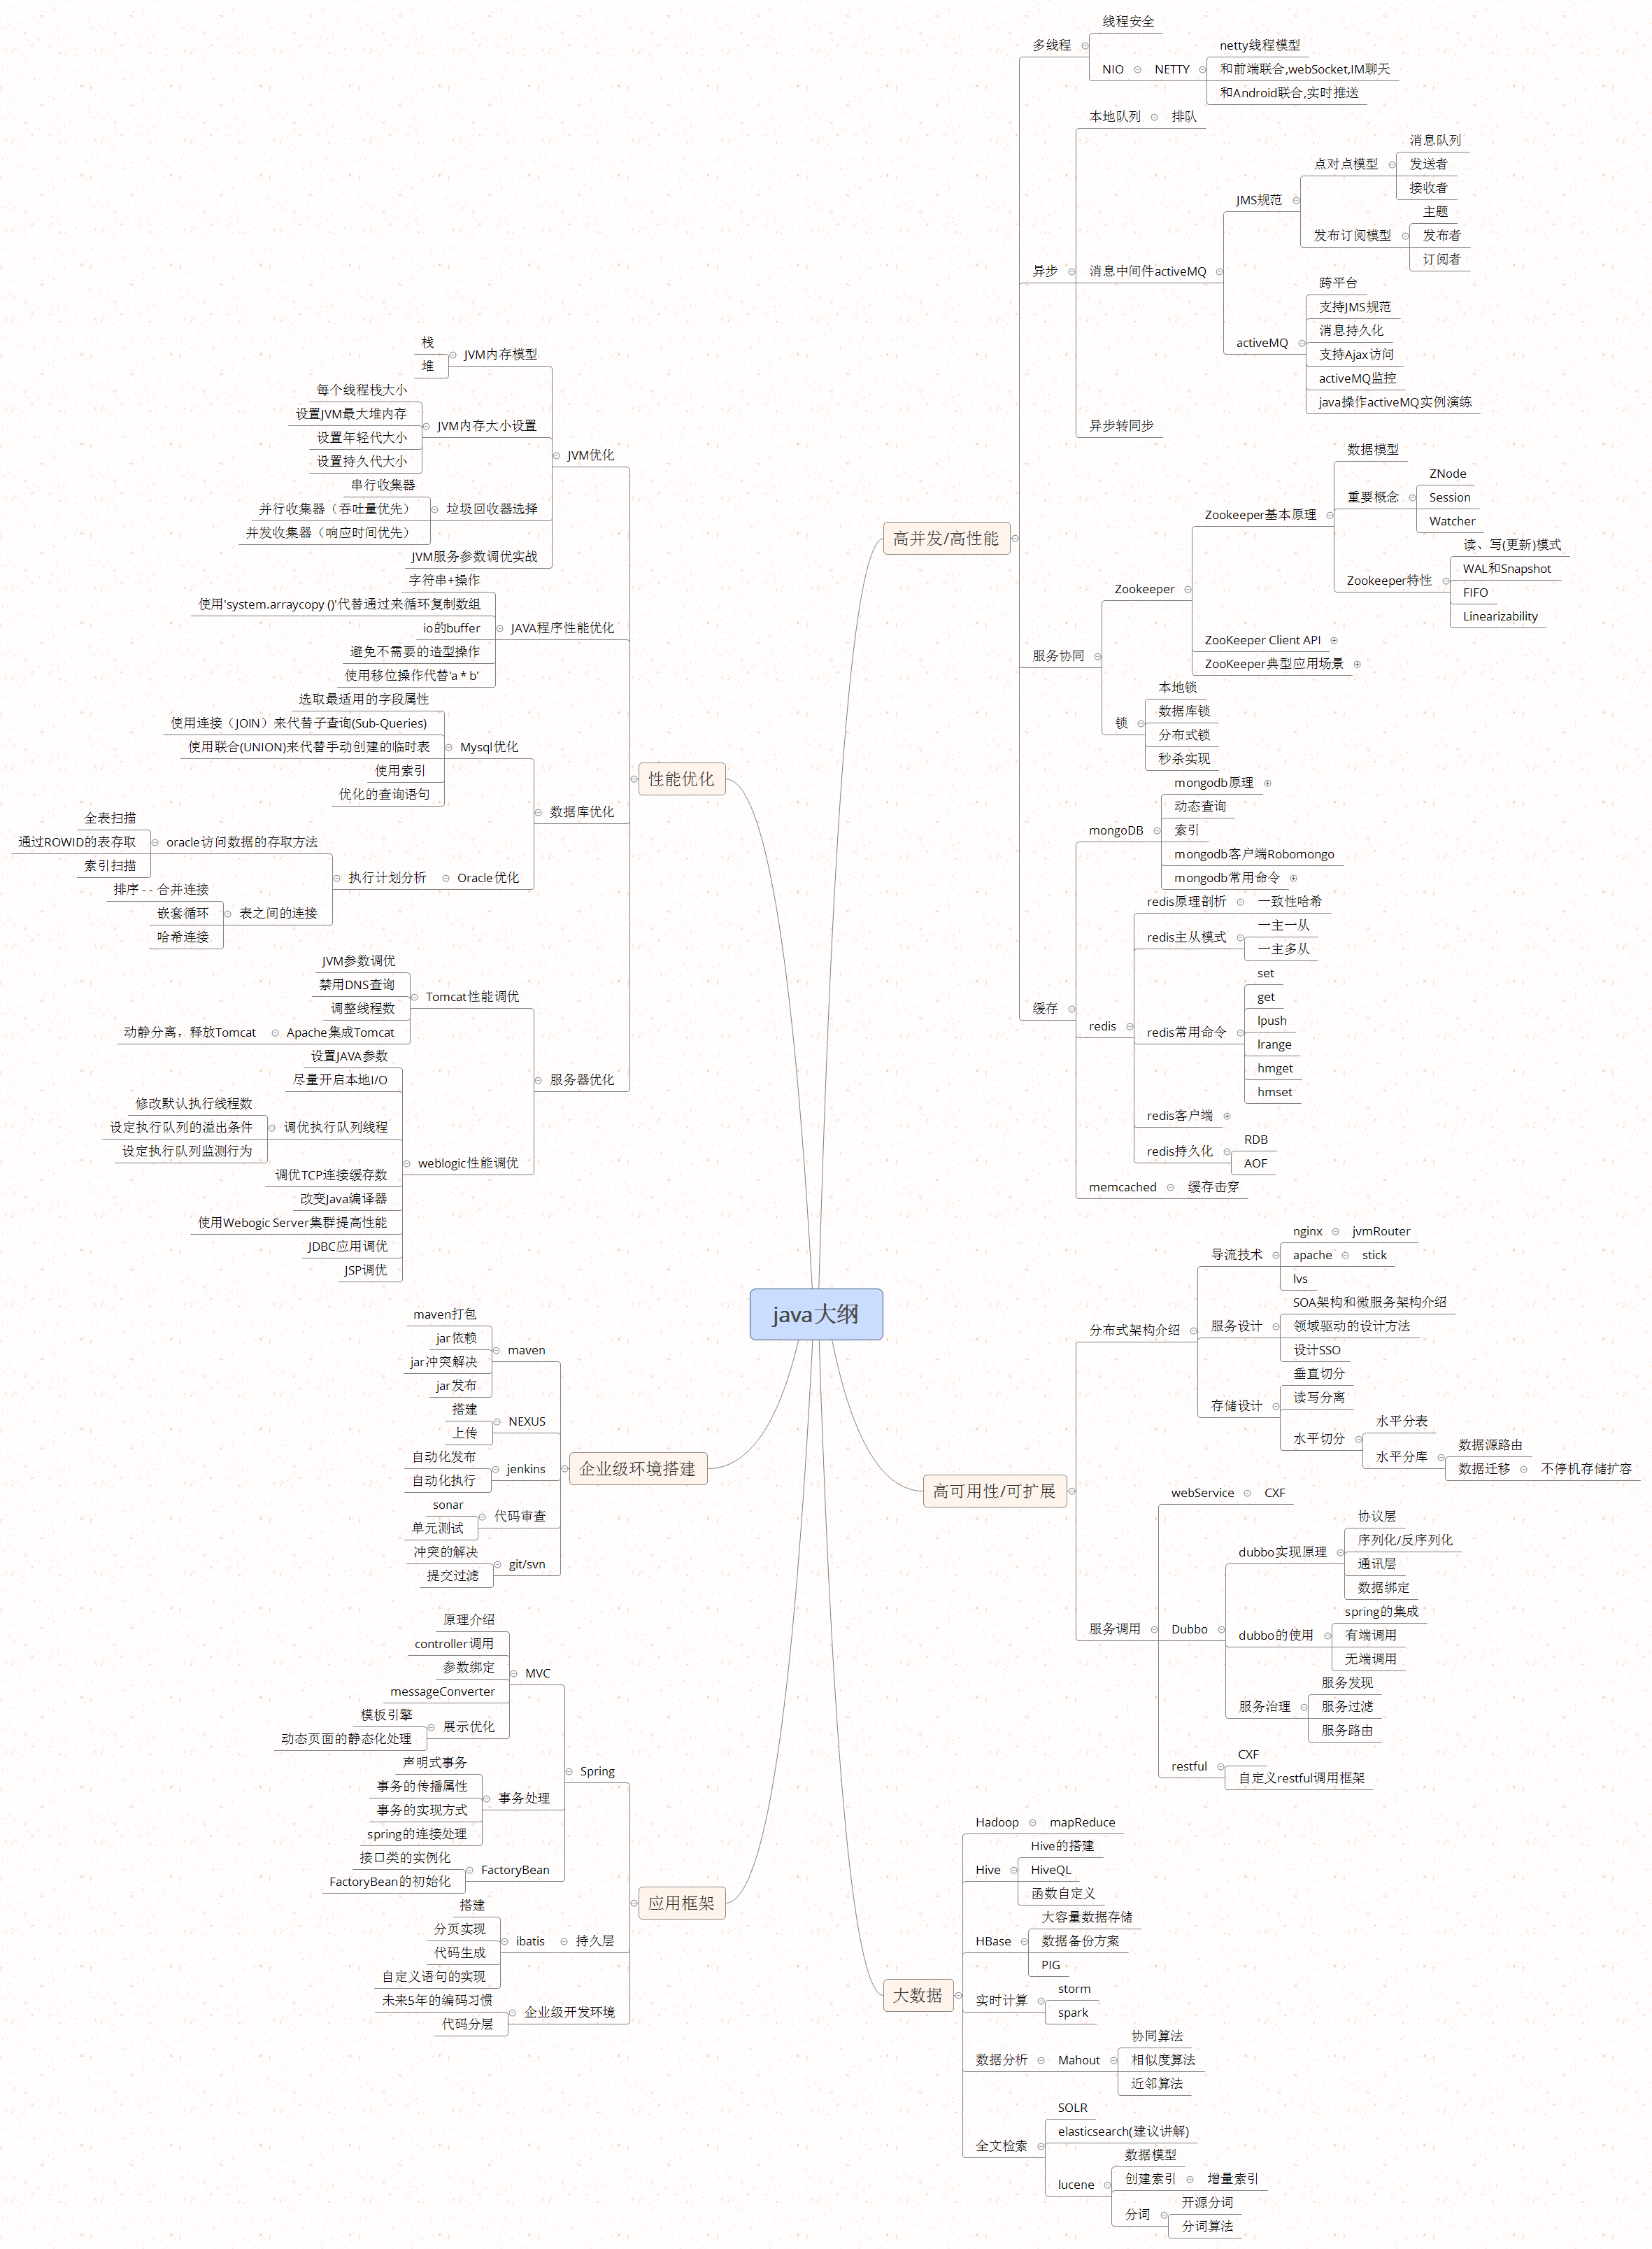 java大纲
高并发/高性能
多线程
线程安全
NIO
NETTY
netty线程模型
和前端联合,webSocket,IM聊天
和Android联合,实时推送
异步
本地队列
排队
消息中间件activeMQ
JMS规范
点对点模型
消息队列
发送者
接收者
发布订阅模型
主题
发布者
订阅者
activeMQ
跨平台
支持JMS规范
消息持久化
支持Ajax访问
activeMQ监控
java操作activeMQ实例演练
异步转同步
服务协同
Zookeeper
Zookeeper基本原理
数据模型
重要概念
ZNode
Session
Watcher
Zookeeper特性
读、写(更新)模式
WAL和Snapshot
FIFO
Linearizability
ZooKeeper Client API
ZooKeeper典型应用场景
锁
本地锁
数据库锁
分布式锁
秒杀实现
缓存
mongoDB
mongodb原理
动态查询
索引
mongodb客户端Robomongo
mongodb常用命令
redis
redis原理剖析
一致性哈希
redis主从模式
一主一从
一主多从
redis常用命令
set
get
lpush
lrange
hmget
hmset
redis客户端
redis持久化
RDB
AOF
memcached
缓存击穿
高可用性/可扩展
分布式架构介绍
导流技术
nginx
jvmRouter
apache
stick
lvs
服务设计
SOA架构和微服务架构介绍
领域驱动的设计方法
设计SSO
存储设计
垂直切分
读写分离
水平切分
水平分表
水平分库
数据源路由
数据迁移
不停机存储扩容
服务调用
webService
CXF
Dubbo
dubbo实现原理
协议层
序列化/反序列化
通讯层
数据绑定
dubbo的使用
spring的集成
有端调用
无端调用
服务治理
服务发现
服务过滤
服务路由
restful
CXF
自定义restful调用框架
大数据
Hadoop
mapReduce
Hive
Hive的搭建
HiveQL
函数自定义
HBase
大容量数据存储
数据备份方案
PIG
实时计算
storm
spark
数据分析
Mahout
协同算法
相似度算法
近邻算法
全文检索
SOLR
elasticsearch(建议讲解)
lucene
数据模型
创建索引
增量索引
分词
开源分词
分词算法
性能优化
JVM优化
JVM内存模型
栈
堆
JVM内存大小设置
每个线程栈大小
设置JVM最大堆内存
设置年轻代大小
设置持久代大小
垃圾回收器选择
串行收集器
并行收集器（吞吐量优先）
并发收集器（响应时间优先）
JVM服务参数调优实战
JAVA程序性能优化
字符串+操作
使用'system.arraycopy ()'代替通过来循环复制数组
io的buffer
避免不需要的造型操作
使用移位操作代替'a * b'
数据库优化
Mysql优化
选取最适用的字段属性
使用连接（JOIN）来代替子查询(Sub-Queries)
使用联合(UNION)来代替手动创建的临时表
使用索引
优化的查询语句
Oracle优化
执行计划分析
oracle访问数据的存取方法
全表扫描
通过ROWID的表存取
索引扫描
表之间的连接
排序 - - 合并连接
嵌套循环
哈希连接
服务器优化
Tomcat性能调优
JVM参数调优
禁用DNS查询
调整线程数
Apache集成Tomcat
动静分离，释放Tomcat
weblogic性能调优
设置JAVA参数
尽量开启本地I/O
调优执行队列线程
修改默认执行线程数
设定执行队列的溢出条件
设定执行队列监测行为
调优TCP连接缓存数
改变Java编译器
使用Webogic Server集群提高性能
JDBC应用调优
JSP调优
企业级环境搭建
maven
maven打包
jar依赖
jar冲突解决
jar发布
NEXUS
搭建
上传
jenkins
自动化发布
自动化执行
代码审查
sonar
单元测试
git/svn
冲突的解决
提交过滤
应用框架
Spring
MVC
原理介绍
controller调用
参数绑定
messageConverter
展示优化
模板引擎
动态页面的静态化处理
事务处理
声明式事务
事务的传播属性
事务的实现方式
spring的连接处理
FactoryBean
接口类的实例化
FactoryBean的初始化
持久层
ibatis
搭建
分页实现
代码生成
自定义语句的实现
企业级开发环境
未来5年的编码习惯
代码分层